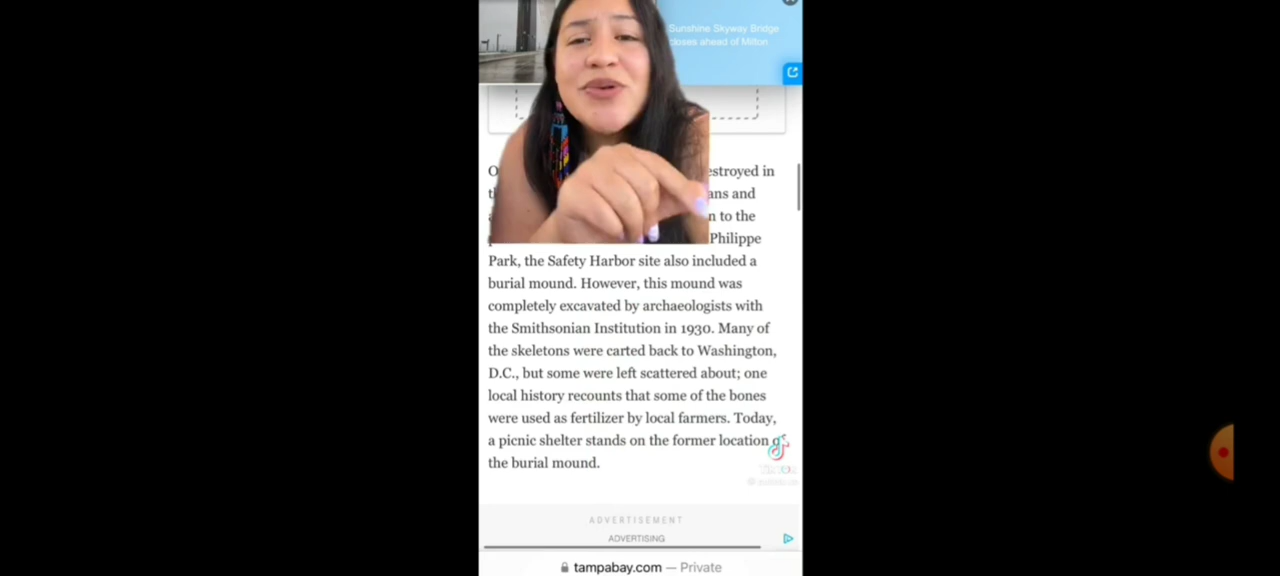 Sunshine Skyway Bridge
closes ahead of Milton
estroyed in
ans and
n to the
Philippe
Park, the Safety Harbor site also included a
burial mound. However, this mound was
completely excavated by archaeologists with
the Smithsonian Institution in 1930. Many of
the skeletons were carted back to Washington,
D.C., but some were left scattered about; one
local history recounts that some of the bones
were used as fertilizer by local farmers. Today,
a picnic shelter stands on the former location
the burial mound.
TikTok
ADVERTISEMENT
ADVERTISING
tampabay.com — Private